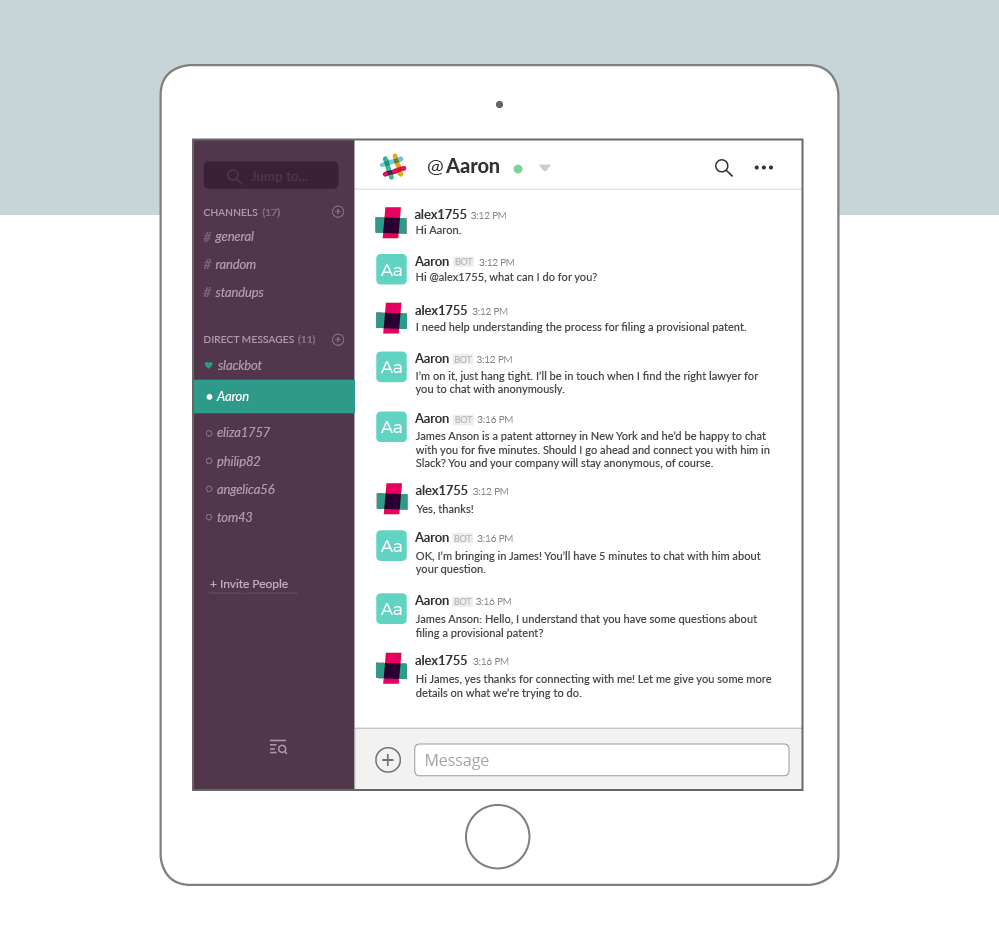 Jump to...
CHANNELS (17)
# general
# random
# standups
DIRECT MESSAGES (11)
slackbot
Aaron
eliza1757
philip82
angelica56
tom43
+ Invite People
@Aaron
alex1755 3:12 PM
Hi Aaron.
Aa
Aaron BOT 3:12 PM
Hi @alex1755, what can I do for you?
alex1755 3:12 PM
I need help understanding the process for filing a provisional patent.
Aa
Aaron BOT 3:12 PM
I'm on it, just hang tight. I'll be in touch when I find the right lawyer for
you to chat with anonymously.
Aa
Aaron BOT 3:16 PM
James Anson is a patent attorney in New York and he'd be happy to chat
with you for five minutes. Should I go ahead and connect you with him in
Slack? You and your company will stay anonymous, of course.
alex1755 3:12 PM
Yes, thanks!
Aa
Aaron BOT 3:16 PM
OK, I'm bringing in James! You'll have 5 minutes to chat with him about
your question.
Aa
Aaron BOT 3:16 PM
James Anson: Hello, I understand that you have some questions about
filing a provisional patent?
alex1755 3:16 PM
Hi James, yes thanks for connecting with me! Let me give you some more
details on what we're trying to do.
Message